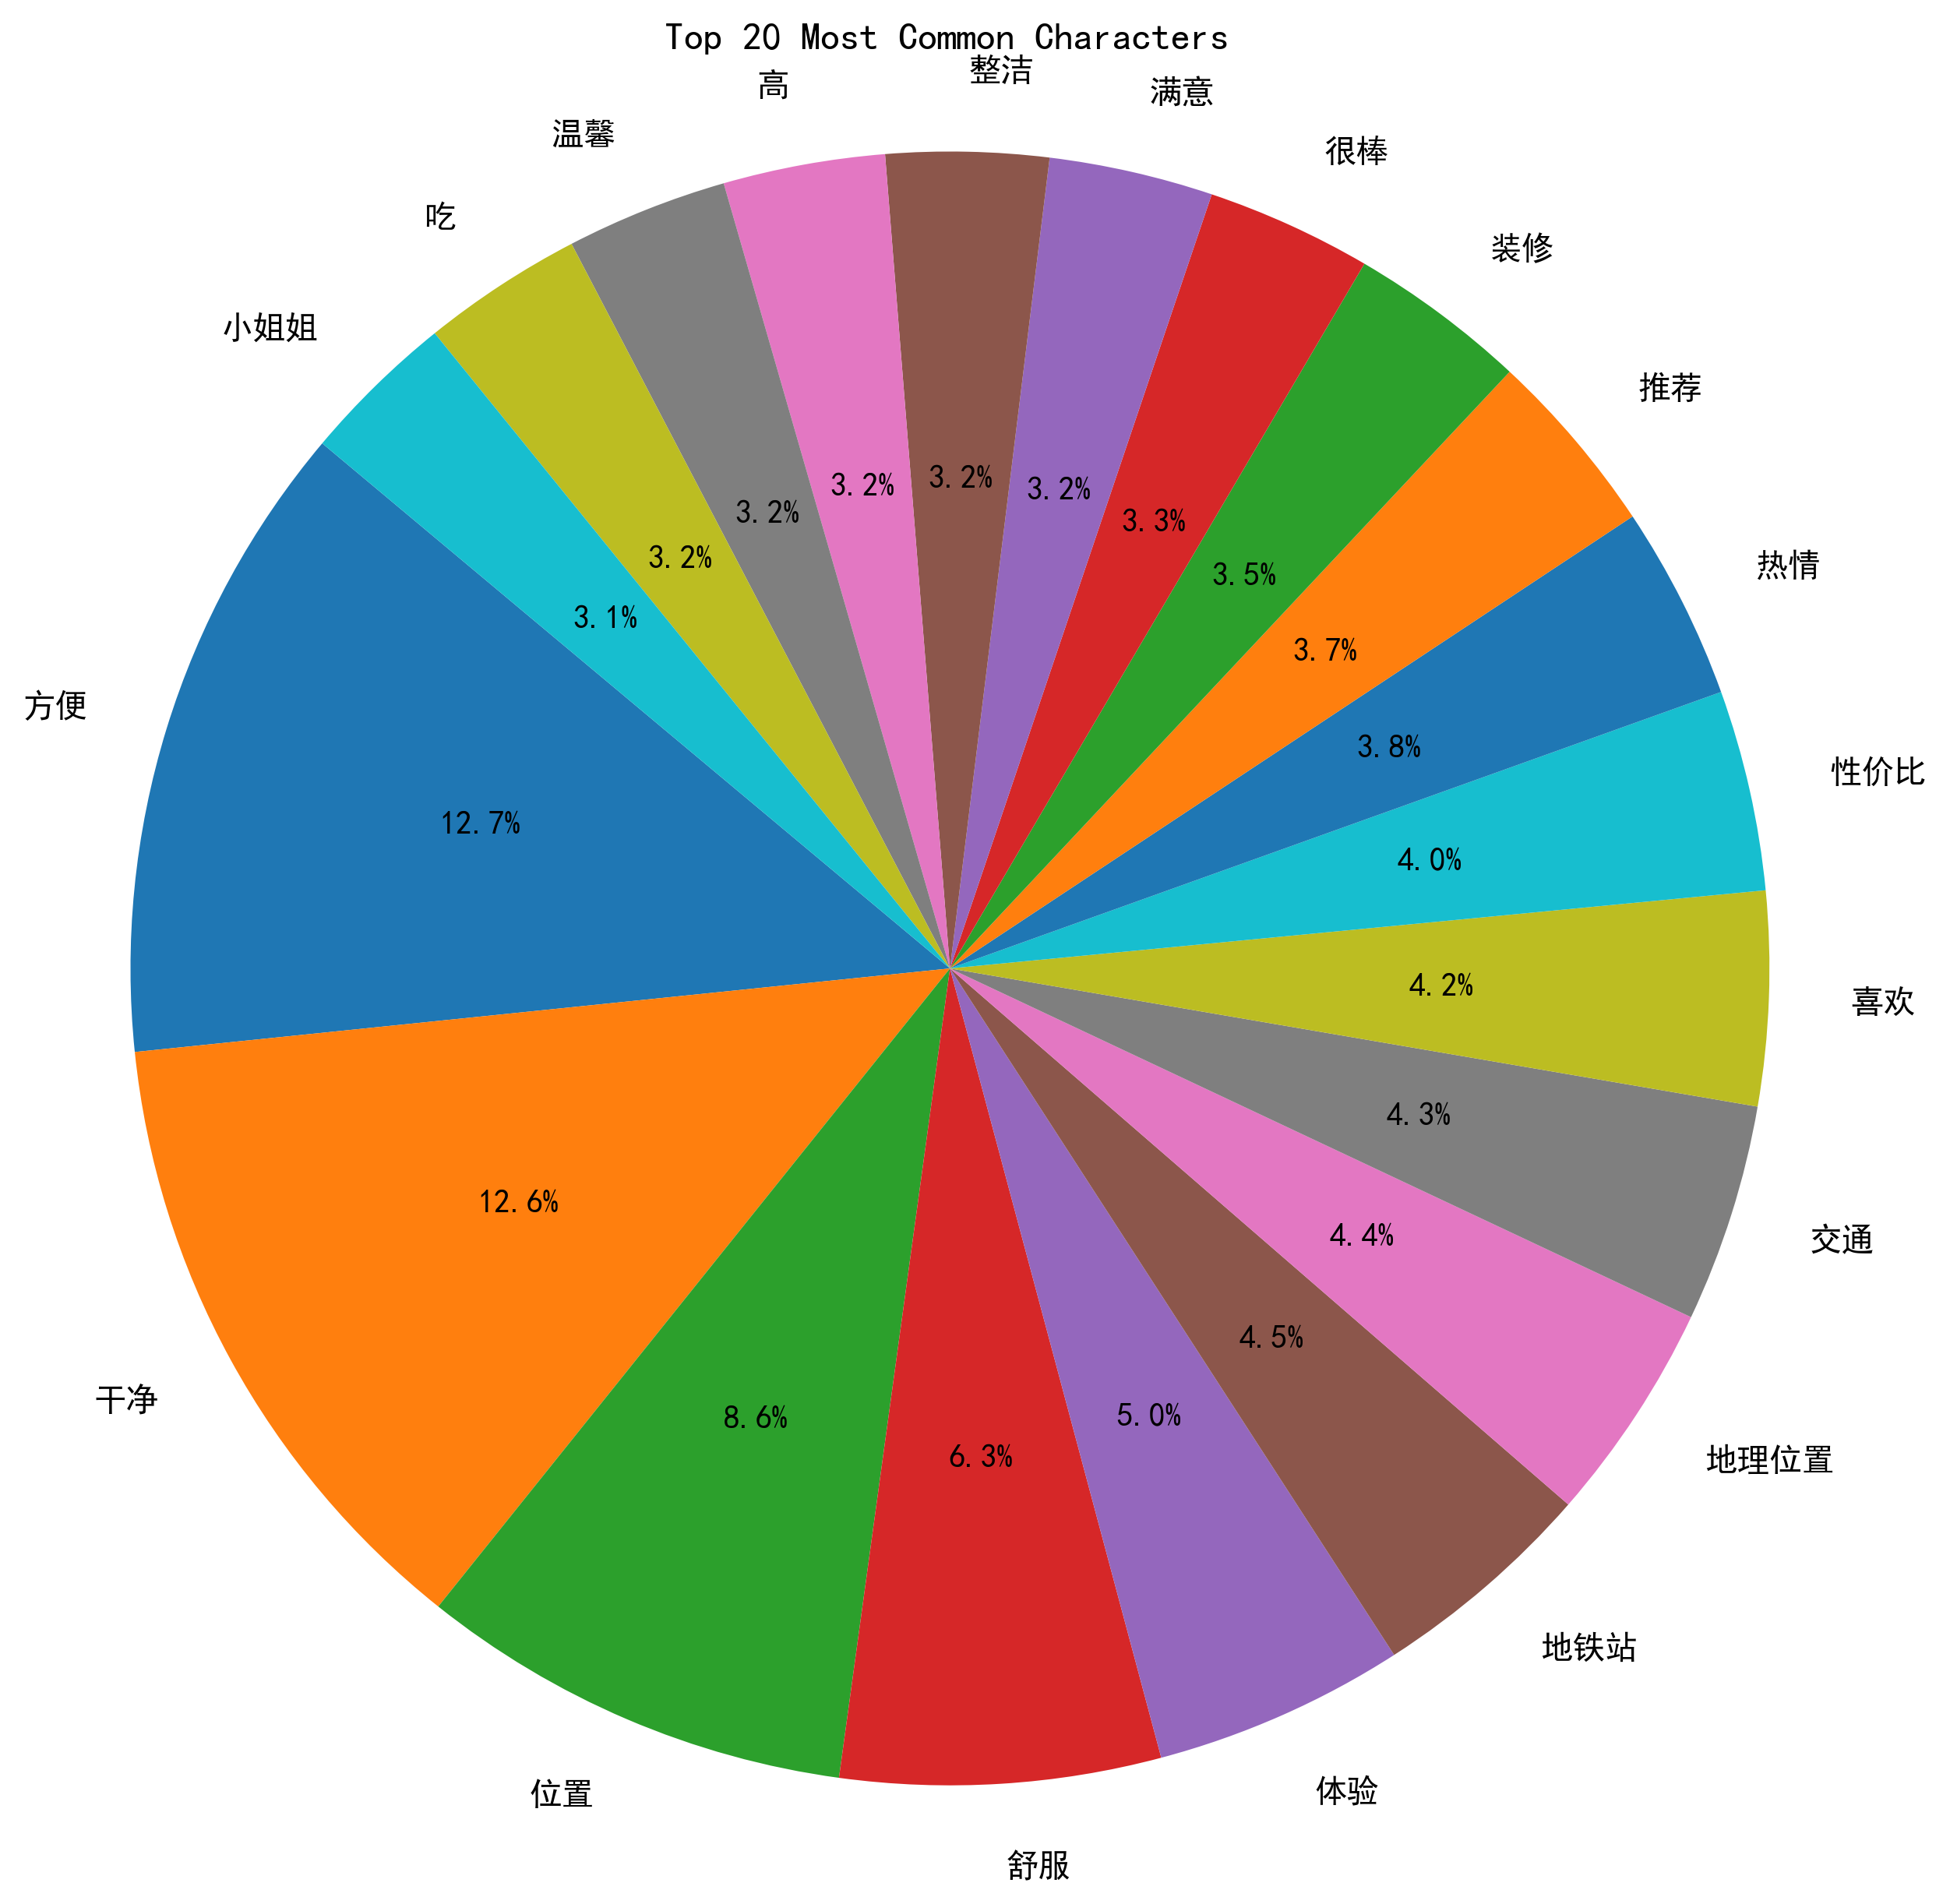 Top 20 Most Common Characters
方便
干净
位置
舒服
体验
地铁站
地理位置
交通
喜欢
性价比
热情
推荐
装修
很棒
满意
整洁
高
温馨
吃
小姐姐
12.7%
12.6%
8.6%
6.3%
5.0%
4.5%
4.4%
4.3%
4.2%
4.0%
3.8%
3.7%
3.5%
3.3%
3.2%
3.2%
3.2%
3.2%
3.2%
3.1%